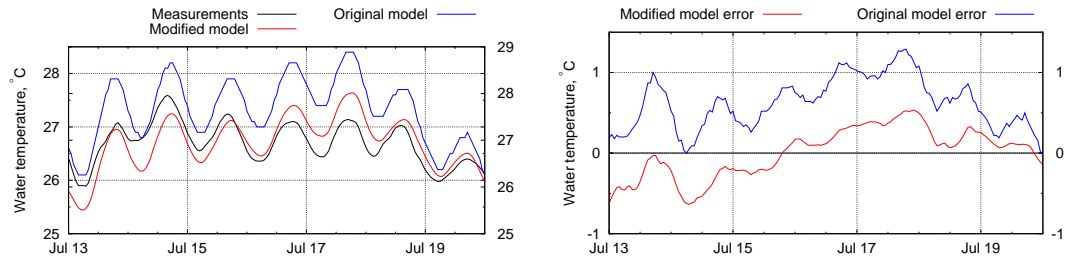 Measurements
Modified model
Original model
Water temperature, °C
28
27
26
25
29
28
27
26
25
Jul 13
Jul 15
Jul 17
Jul 19
Modified model error
Original model error
Water temperature, °C
1
0
-1
1
0
-1
Jul 13
Jul 15
Jul 17
Jul 19